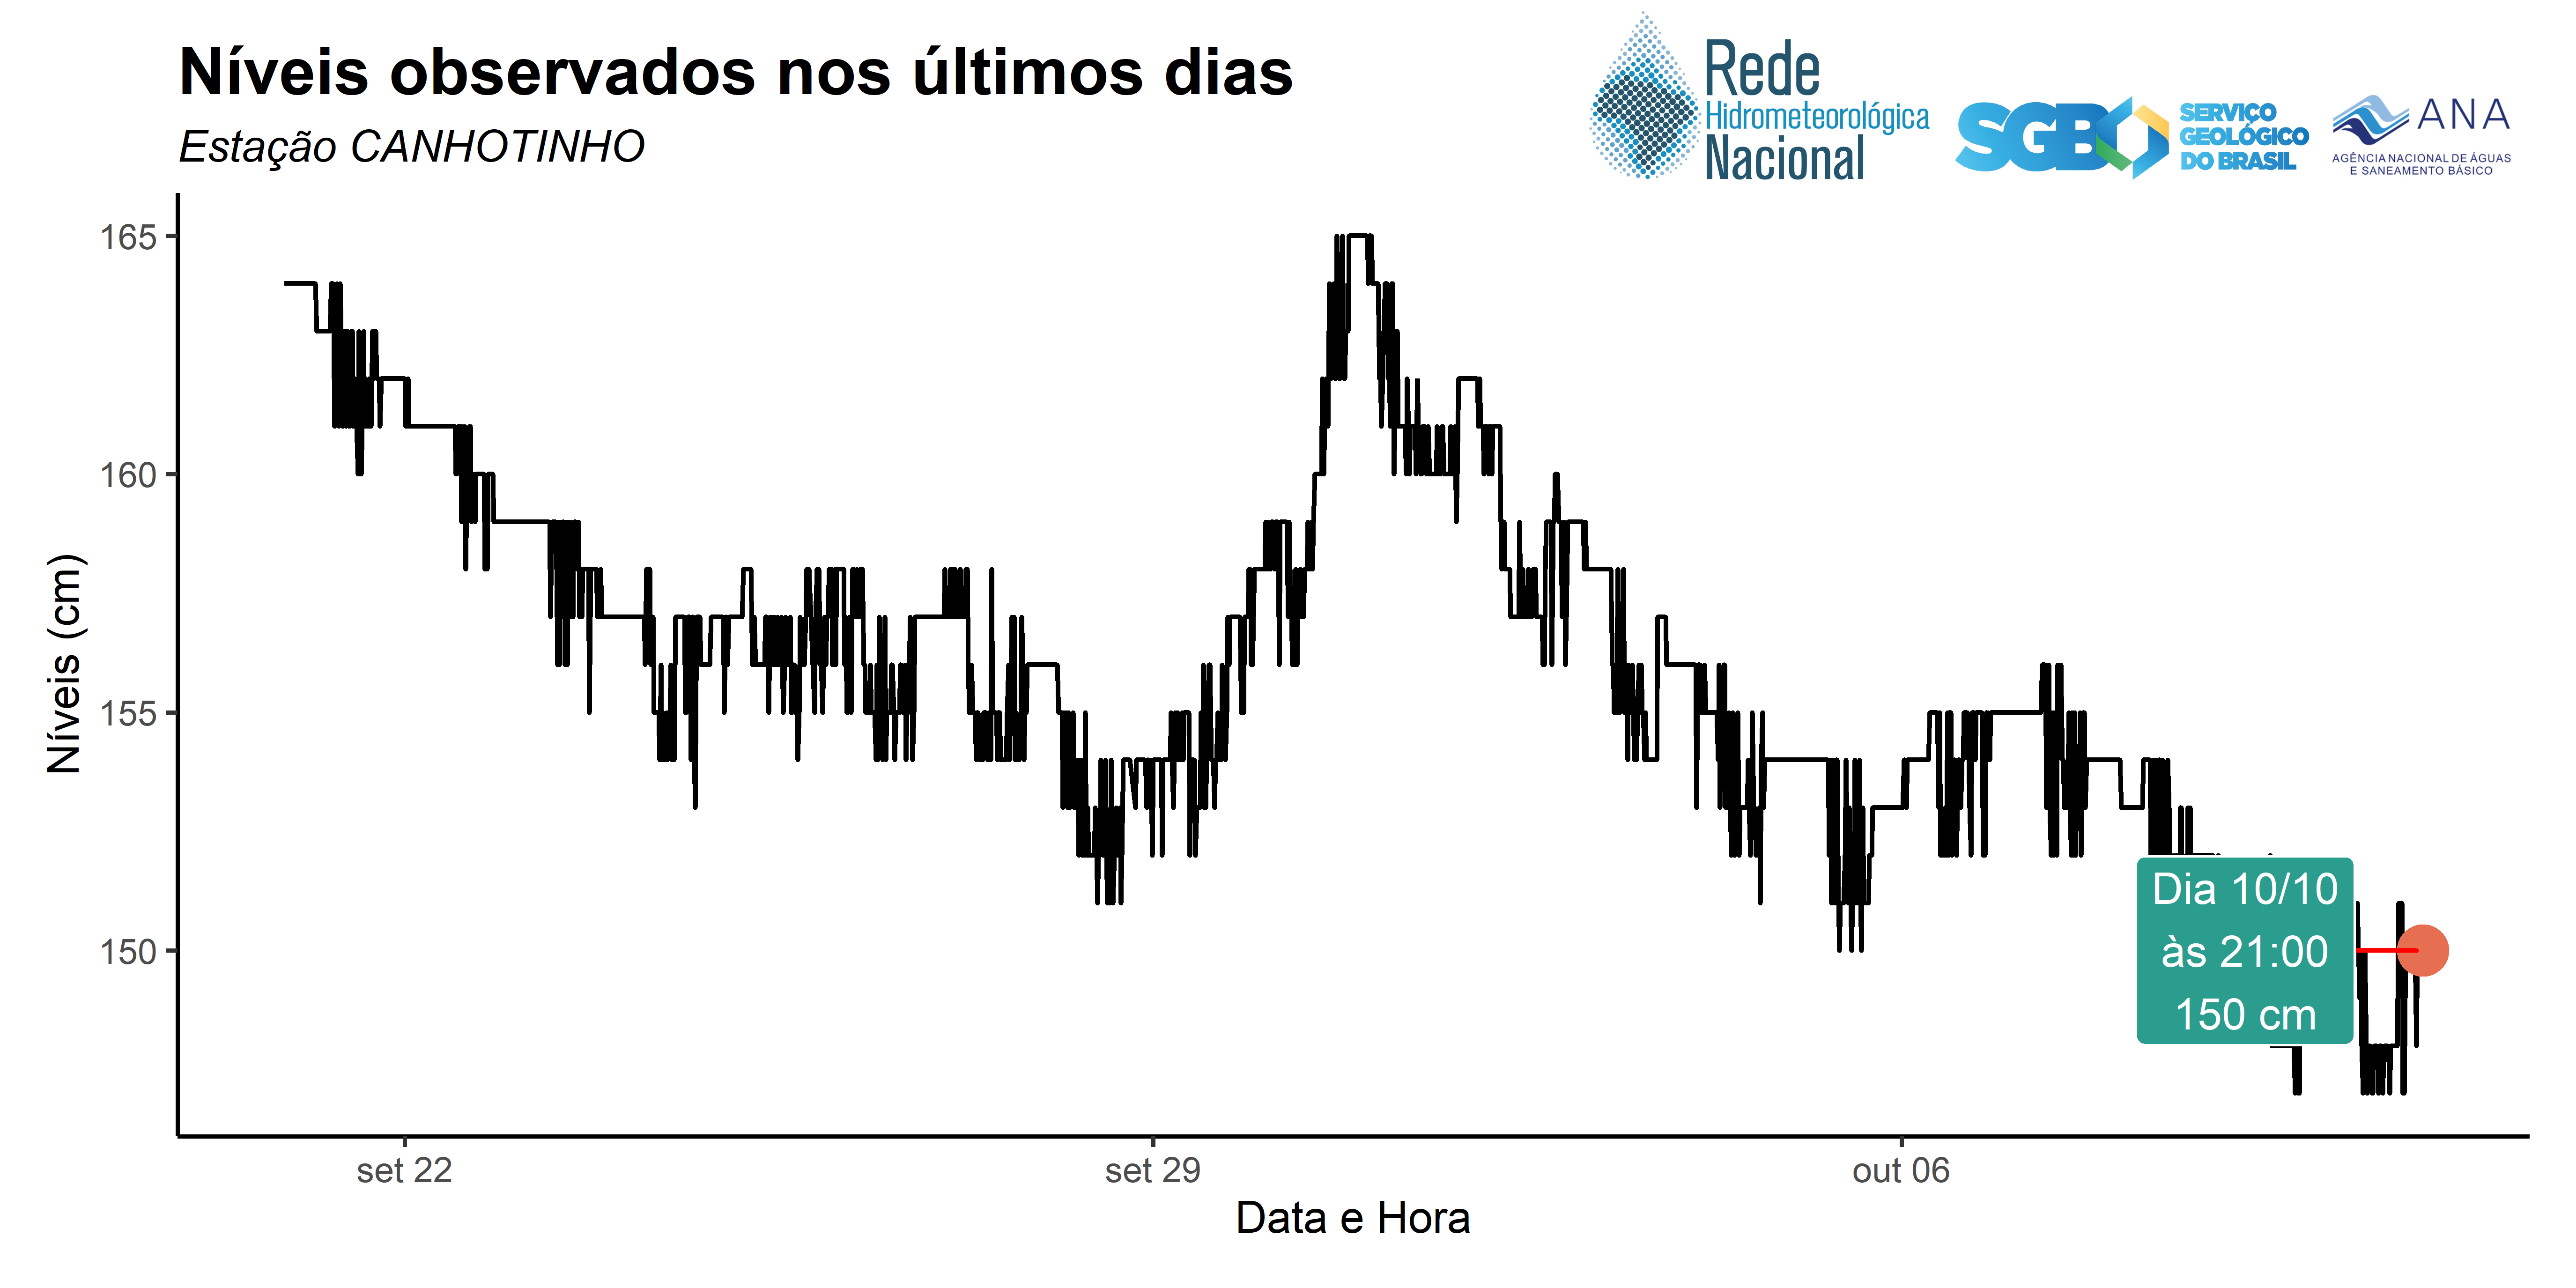 Níveis observados nos últimos dias
Estação CANHOTINHO
Rede
Hidrometeorológica
Nacional
SGB
SERVIÇO
GEOLÓGICO
DO BRASIL
ANA
AGÊNCIA NACIONAL DE ÁGUAS
E SANEAMENTO BÁSICO
Níveis (cm)
165
160
155
150
Dia 10/10
às 21:00
150 cm
set 22
set 29
out 06
Data e Hora